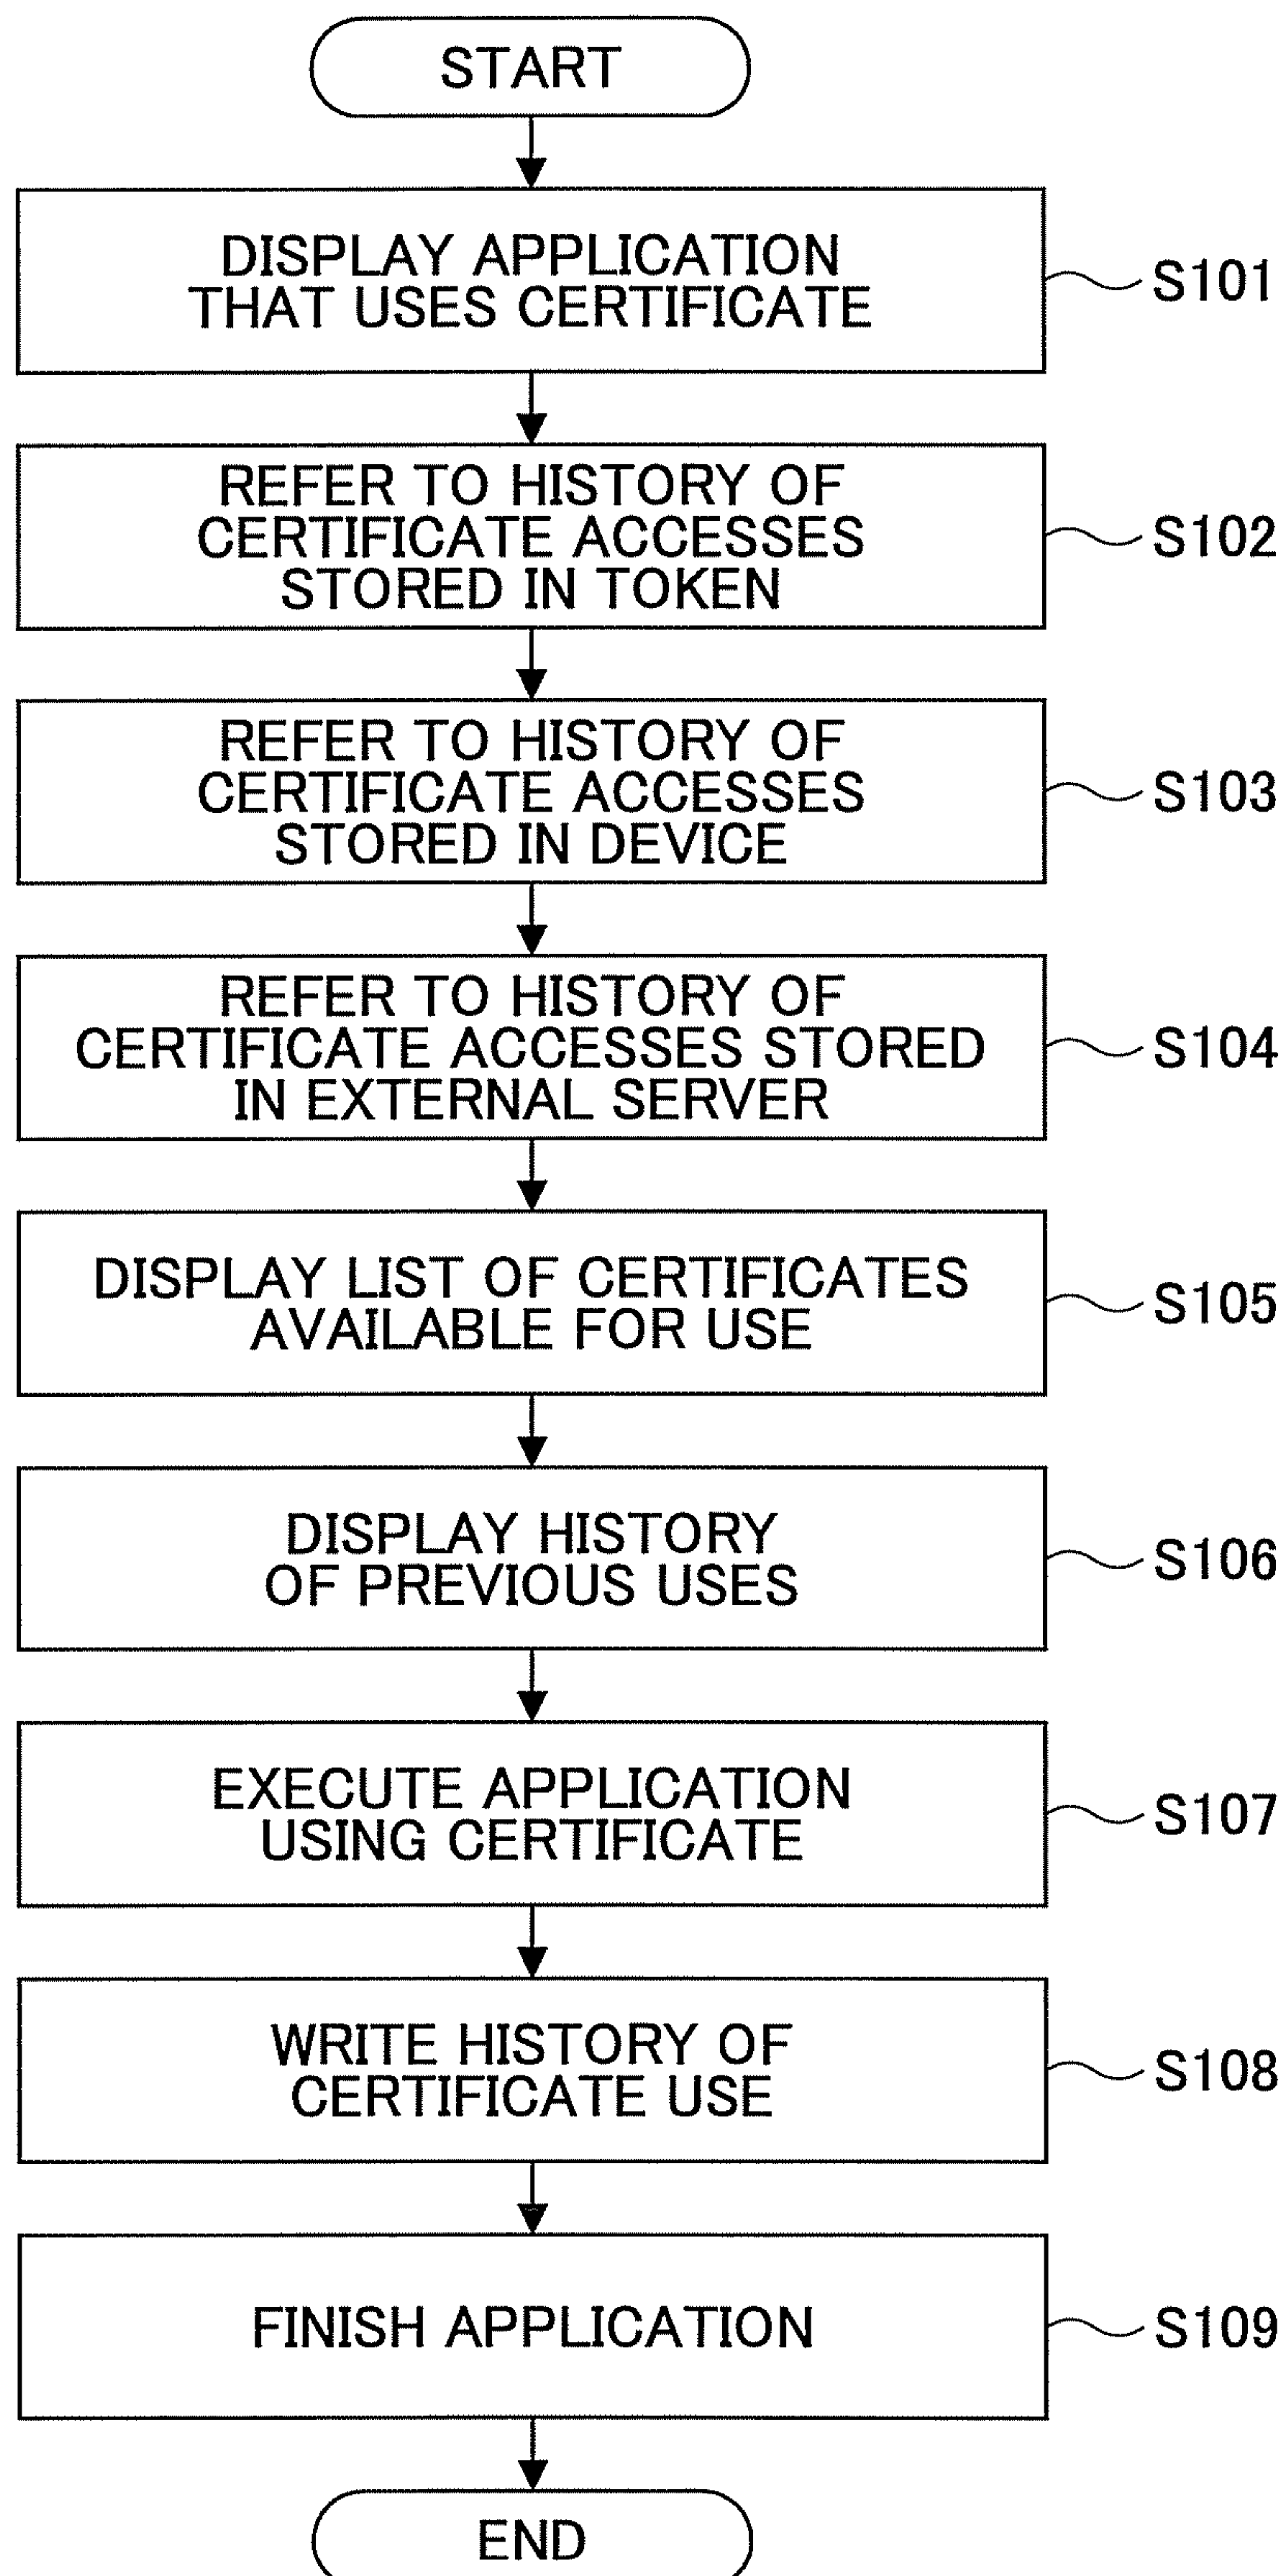 START
DISPLAY APPLICATION
THAT USES CERTIFICATE
S101
REFER TO HISTORY OF
CERTIFICATE ACCESSES
STORED IN TOKEN
S102
REFER TO HISTORY OF
CERTIFICATE ACCESSES
STORED IN DEVICE
S103
REFER TO HISTORY OF
CERTIFICATE ACCESSES STORED
IN EXTERNAL SERVER
S104
DISPLAY LIST OF CERTIFICATES
AVAILABLE FOR USE
S105
DISPLAY HISTORY
OF PREVIOUS USES
S106
EXECUTE APPLICATION
USING CERTIFICATE
S107
WRITE HISTORY OF
CERTIFICATE USE
S108
FINISH APPLICATION
S109
END